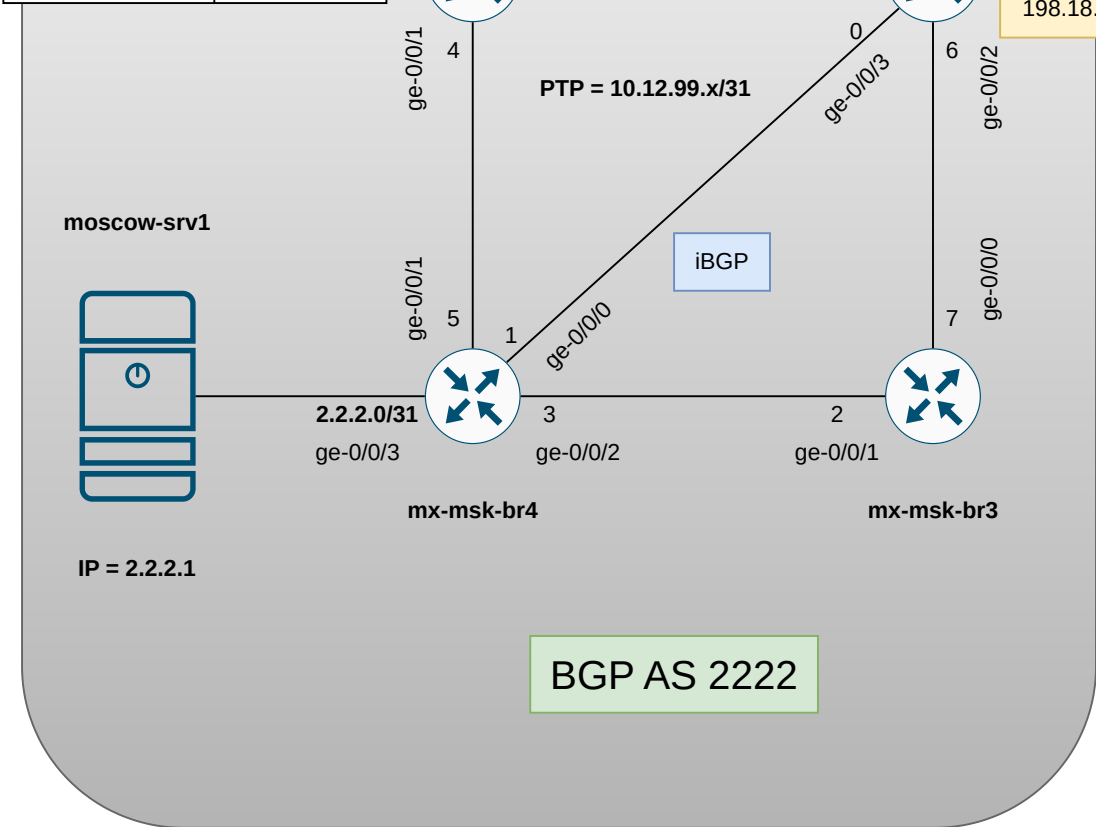 198.18.
0
ge-0/0/1
4
6
ge-0/0/2
PTP = 10.12.99.x/31
ge-0/0/3
moscow-srv1
iBGP
ge-0/0/1
5
1
ge-0/0/0
7
ge-0/0/0
2.2.2.0/31
3
2
ge-0/0/3
ge-0/0/2
ge-0/0/1
mx-msk-br4
mx-msk-br3
IP = 2.2.2.1
BGP AS 2222